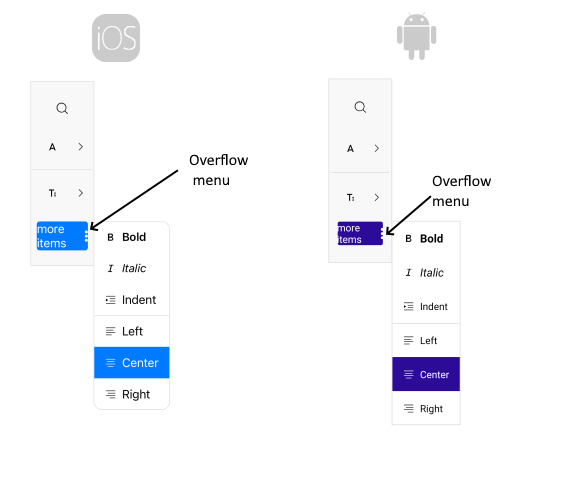 iOS
A
T
more
items
Overflow
menu
B Bold
I Italic
Indent
Left
Center
Right
A
T
more
items
Overflow
menu
B Bold
I Italic
Indent
Left
Center
Right